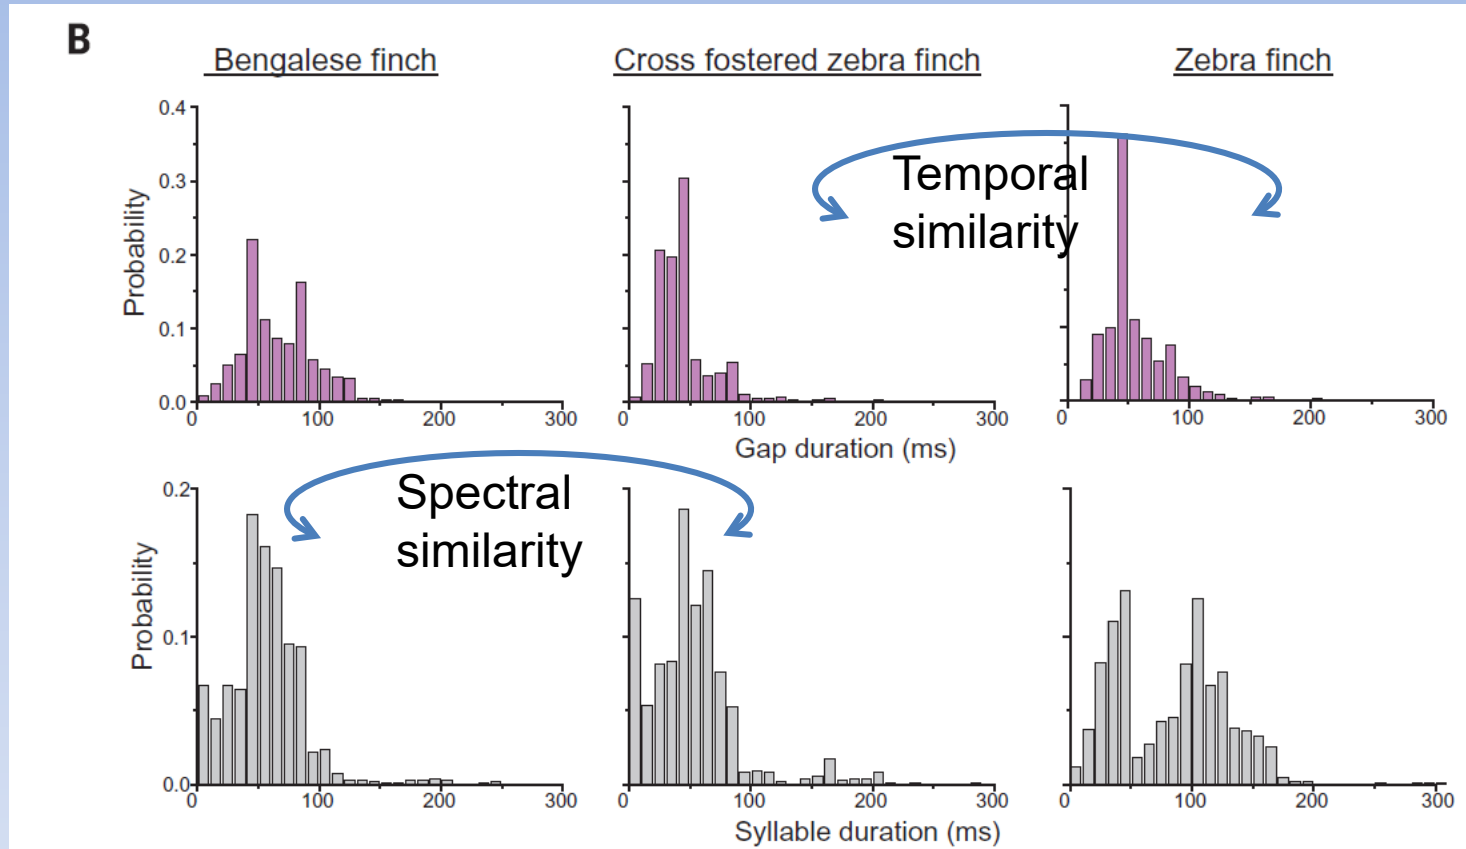 B
Bengalese finch
Cross fostered zebra finch
Zebra finch
Probability
0.4
0.3
0.2
0.1
0.0
0 100 200 300
0 100 200 300
0 100 200 300
Temporal
similarity
Gap duration (ms)
Spectral
similarity
Probability
0.2
0.1
0.0
0 100 200 300
0 100 200 300
0 100 200 300
Syllable duration (ms)